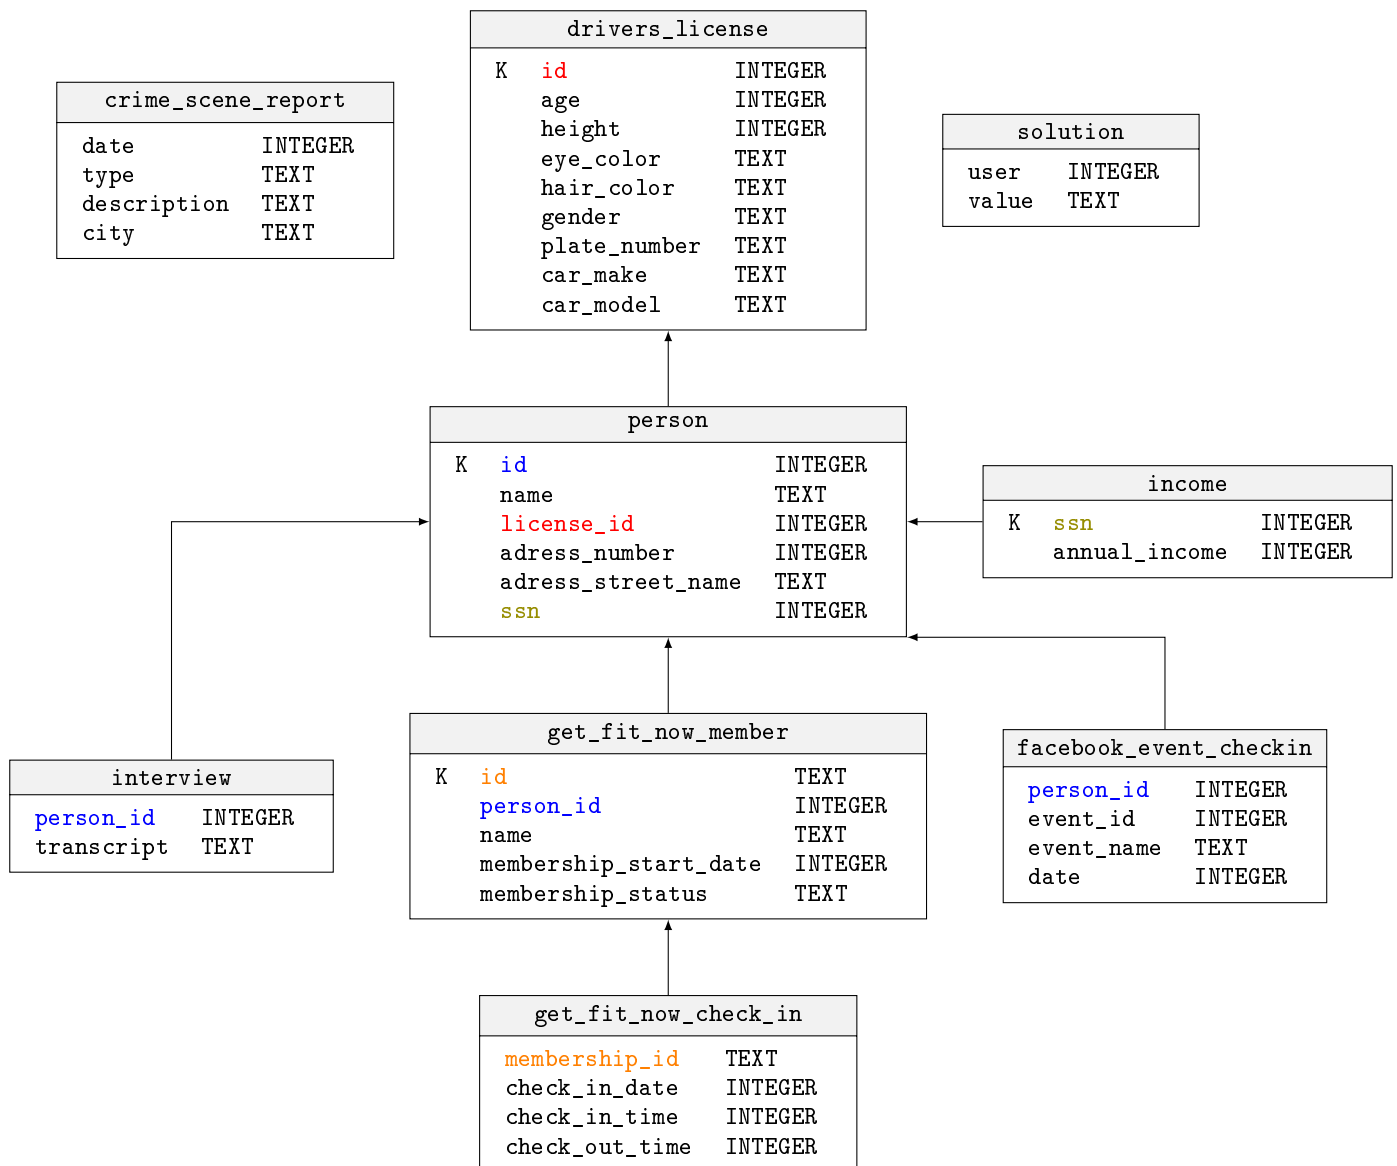 drivers_license
K id INTEGER
age INTEGER
height INTEGER
eye_color TEXT
hair_color TEXT
gender TEXT
plate_number TEXT
car_make TEXT
car_model TEXT
crime_scene_report
date INTEGER
type TEXT
description TEXT
city TEXT
solution
user INTEGER
value TEXT
person
K id INTEGER
name TEXT
license_id INTEGER
adress_number INTEGER
adress_street_name TEXT
ssn INTEGER
income
K ssn INTEGER
annual_income INTEGER
interview
person_id INTEGER
transcript TEXT
get_fit_now_member
K id TEXT
person_id INTEGER
name TEXT
membership_start_date INTEGER
membership_status TEXT
facebook_event_checkin
person_id INTEGER
event_id INTEGER
event_name TEXT
date INTEGER
get_fit_now_check_in
membership_id TEXT
check_in_date INTEGER
check_in_time INTEGER
check_out_time INTEGER